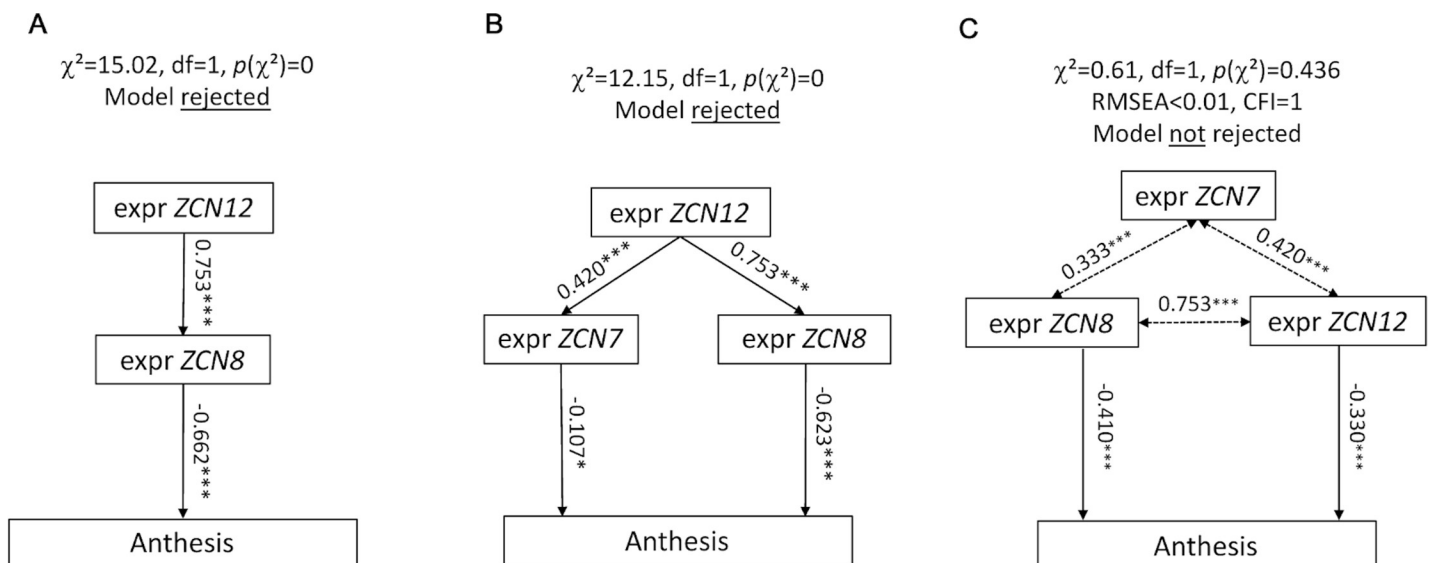 A
χ²=15.02, df=1, p(χ²)=0
Model rejected
expr ZCN12
0.753***
expr ZCN8
-0.662***
Anthesis
B
χ²=12.15, df=1, p(χ²)=0
Model rejected
expr ZCN12
0.420***
0.753***
expr ZCN7
expr ZCN8
-0.107*
-0.623***
Anthesis
C
χ²=0.61, df=1, p(χ²)=0.436
RMSEA<0.01, CFI=1
Model not rejected
expr ZCN7
0.333***
0.420***
expr ZCN8
0.753***
expr ZCN12
-0.410***
-0.330***
Anthesis